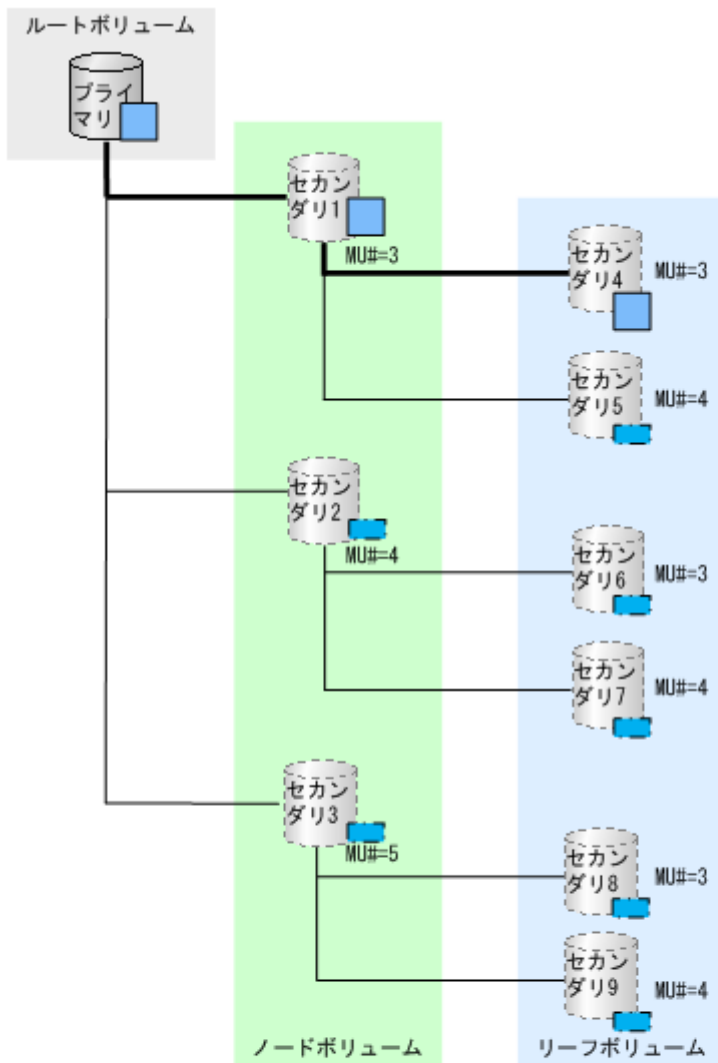 ルートボリューム
プライ
マリ
セカン
ダリ1
MU#=3
セカン
ダリ4
MU#=3
セカン
ダリ5
MU#=4
セカン
ダリ2
MU#=4
セカン
ダリ6
MU#=3
セカン
ダリ7
MU#=4
セカン
ダリ3
MU#=5
セカン
ダリ8
MU#=3
セカン
ダリ9
MU#=4
ノードボリューム
リーフボリューム